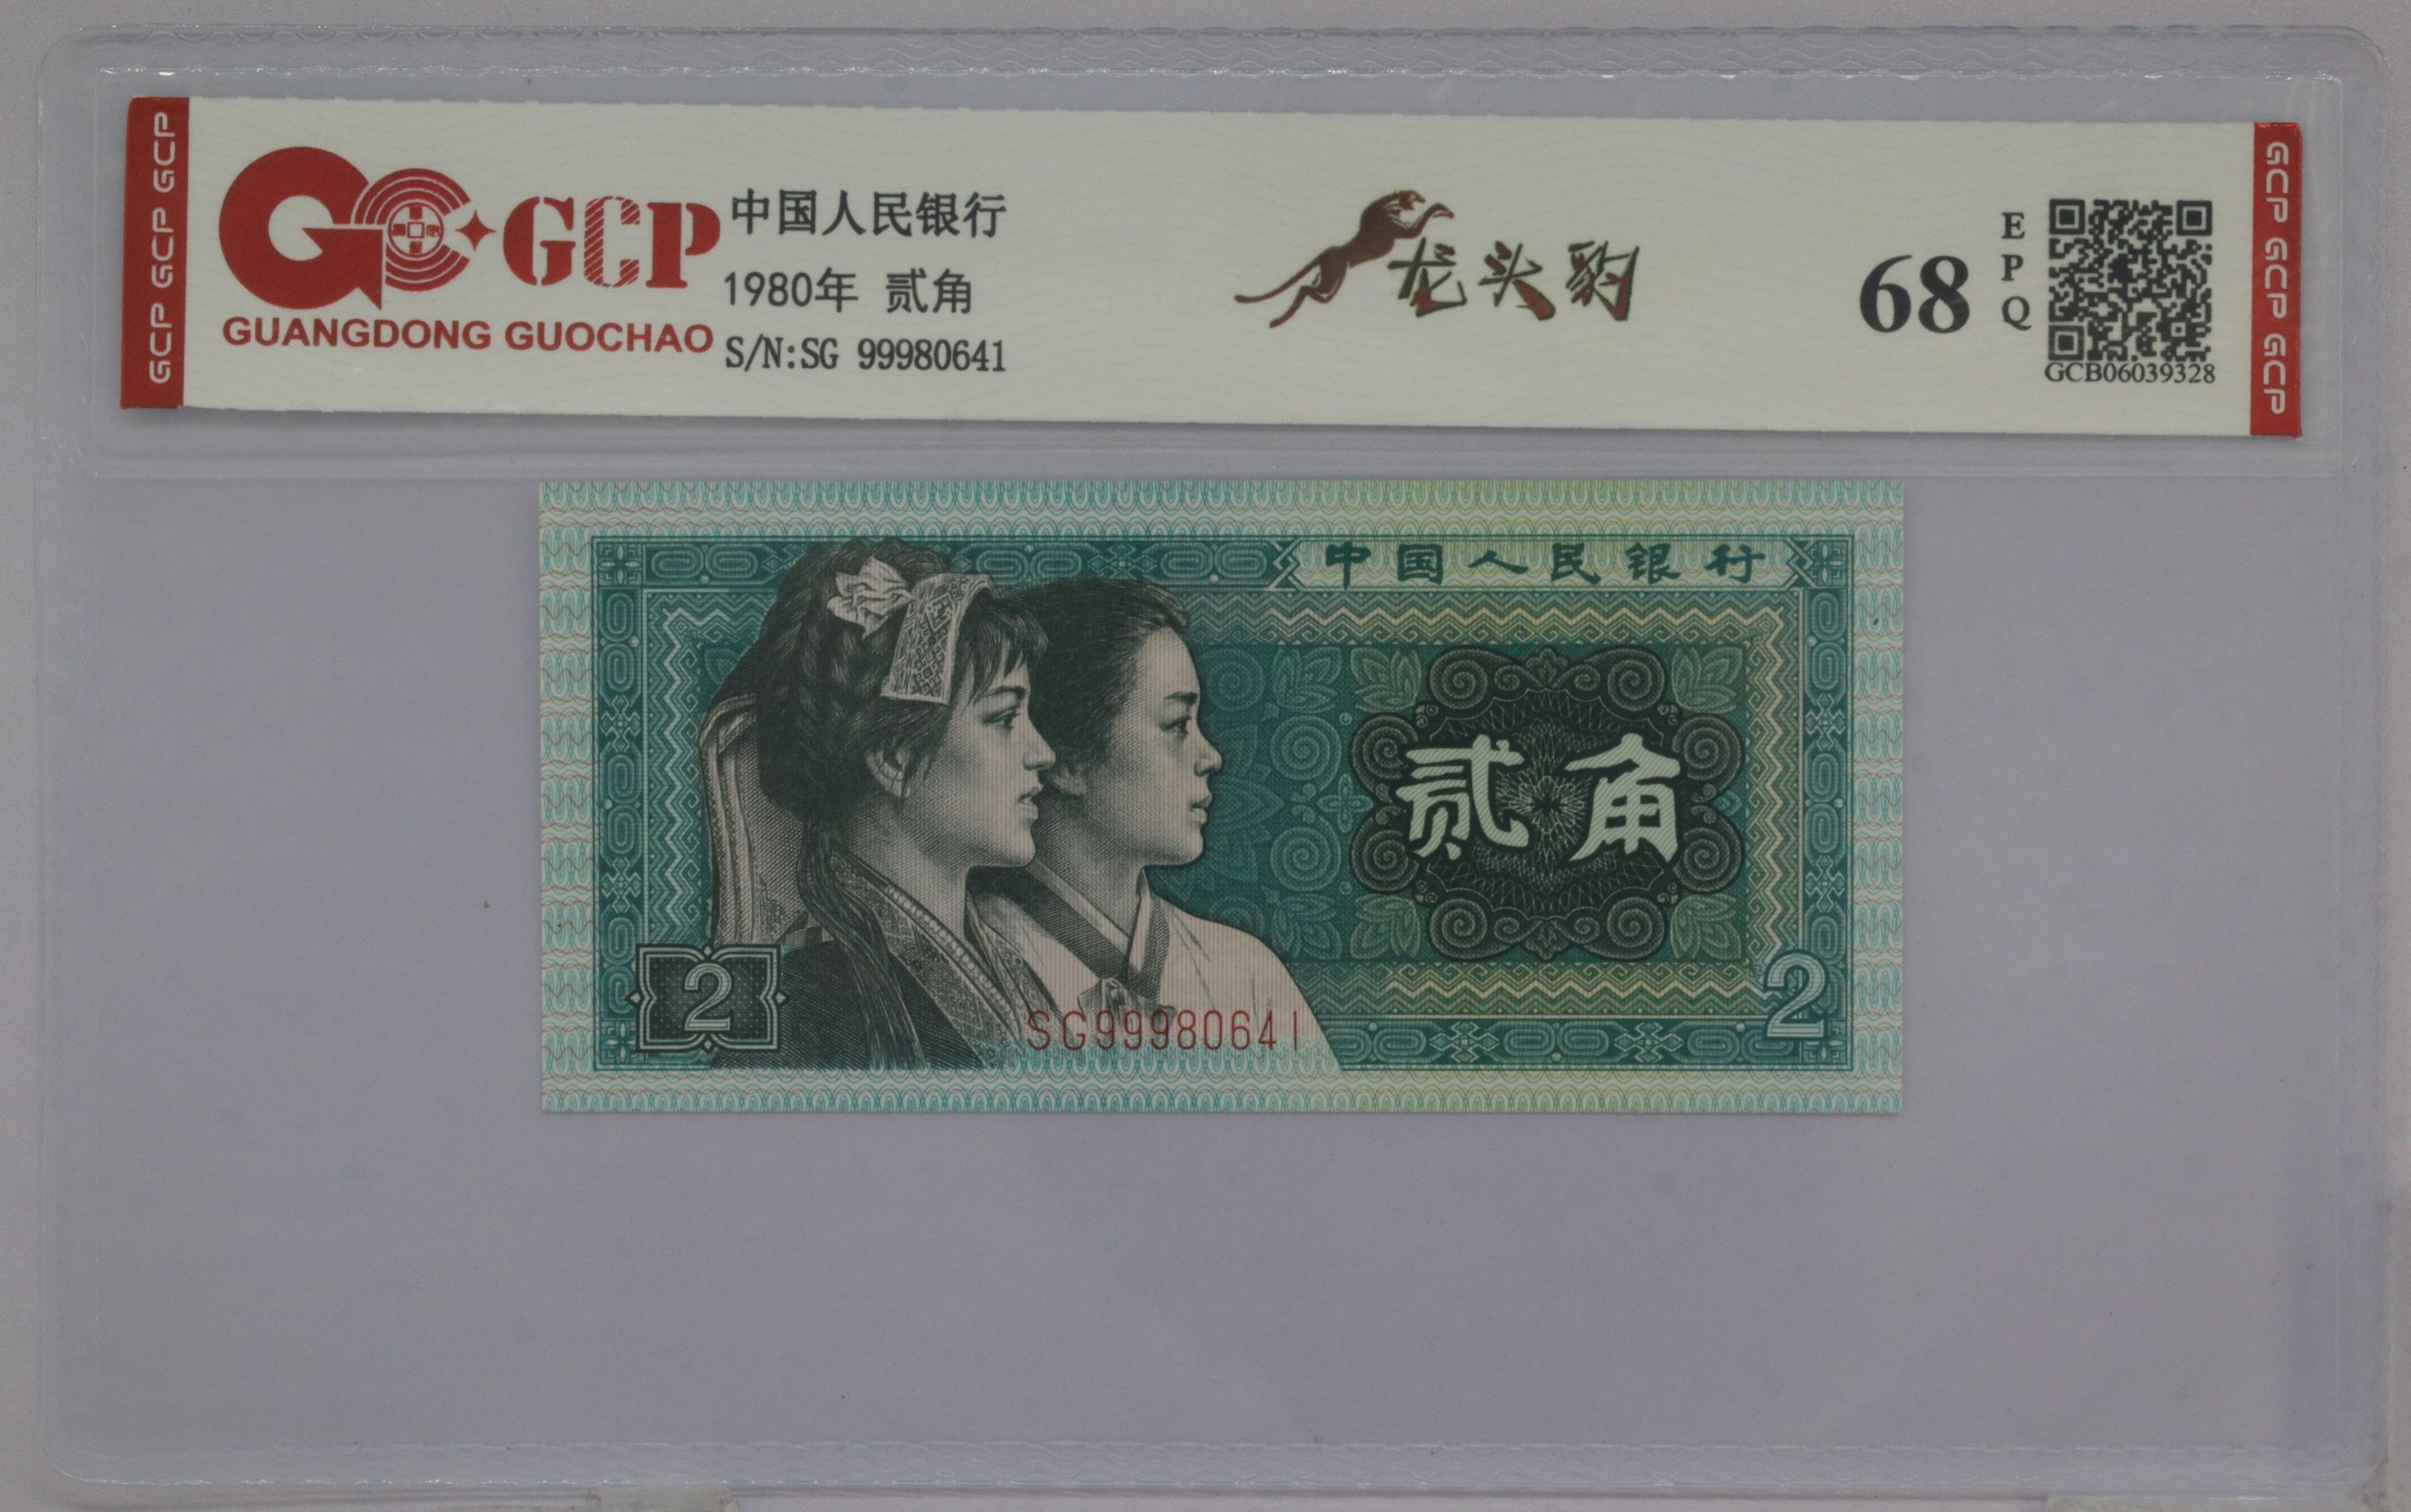 GCP GCP GCP
GCP
GUANGDONG GUOCHAO
中国人民银行
1980年 贰角
S/N:SG 99980641
龙头豹
68
EPQ
GCB06039328
GCP GCP GCP
中国人民银行
贰角
2
SG99980641
2